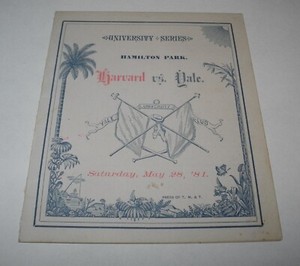 UNIVERSITY SERIES
HAMILTON PARK.
Harvard vs. Yale.
Saturday, May 28, '81.